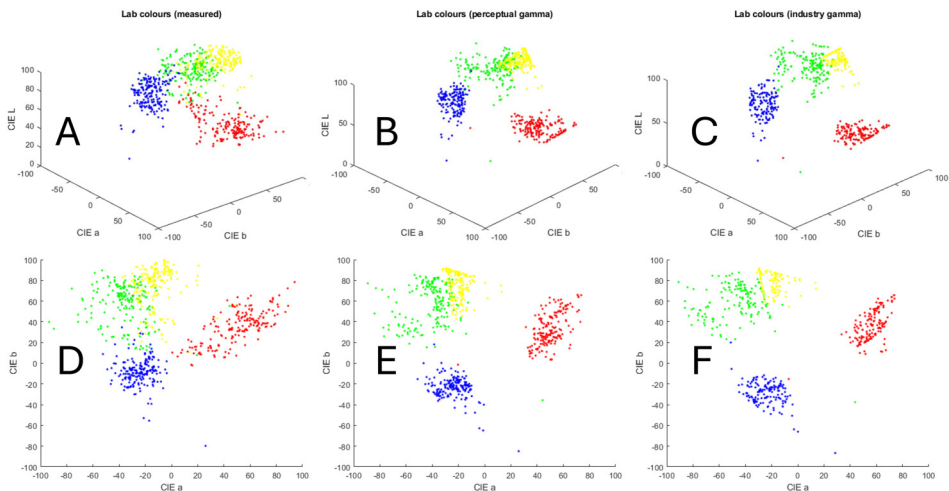 Lab colours (measured)
CIE L
100
80
60
40
20
0
A
-100
-50
0
50
100
CIE a
-100
-50
0
50
CIE b
Lab colours (perceptual gamma)
CIE L
100
50
0
B
-100
-50
0
50
100
CIE a
-100
-50
0
50
CIE b
Lab colours (industry gamma)
CIE L
100
50
0
C
-100
-50
0
50
100
CIE a
-100
-50
0
50
100
CIE b
CIE b
100
80
60
40
20
0
-20
-40
-60
-80
-100
D
-100 -80 -60 -40 -20 0 20 40 60 80 100
CIE a
CIE b
100
80
60
40
20
0
-20
-40
-60
-80
-100
E
-100 -80 -60 -40 -20 0 20 40 60 80 100
CIE a
CIE b
100
80
60
40
20
0
-20
-40
-60
-80
-100
F
-100 -80 -60 -40 -20 0 20 40 60 80 100
CIE a